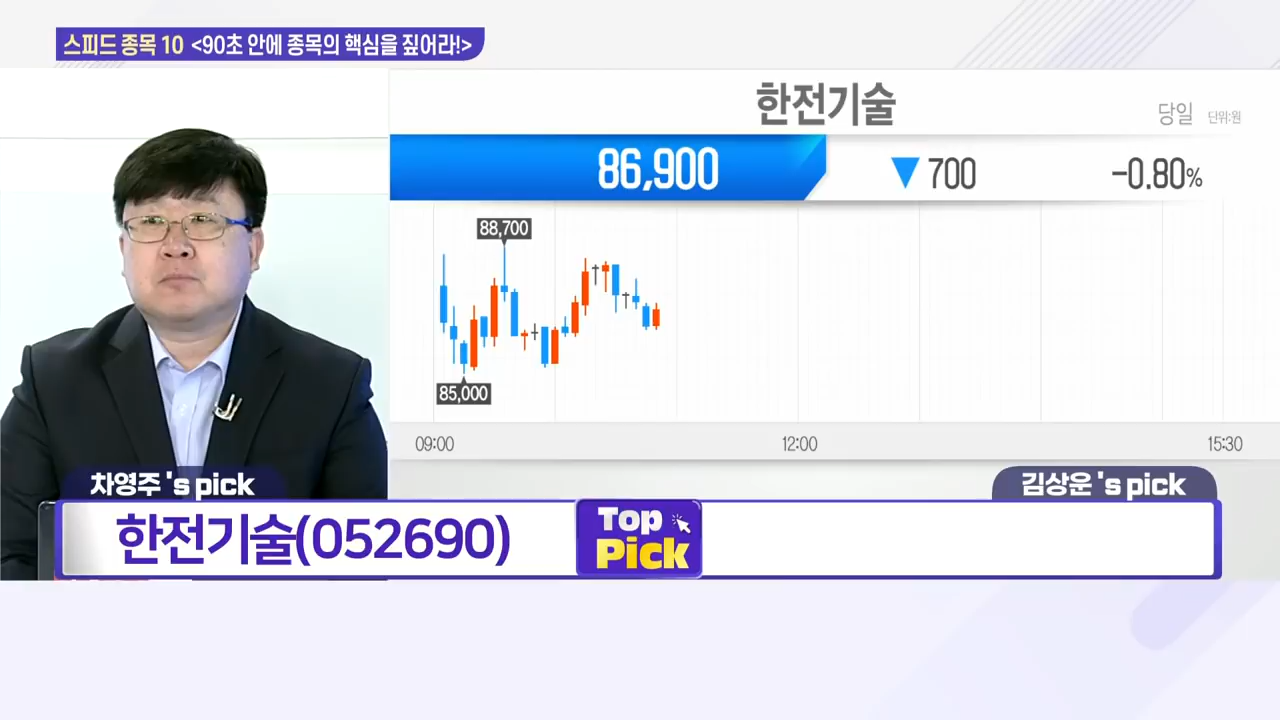 스피드 종목 10 <90초 안에 종목의 핵심을 짚어라!>
한전기술
당일 단위:원
86,900 ▼ 700 -0.80%
88,700
85,000
09:00 12:00 15:30
차영주 's pick
김상운 's pick
한전기술(052690)
Top
Pick